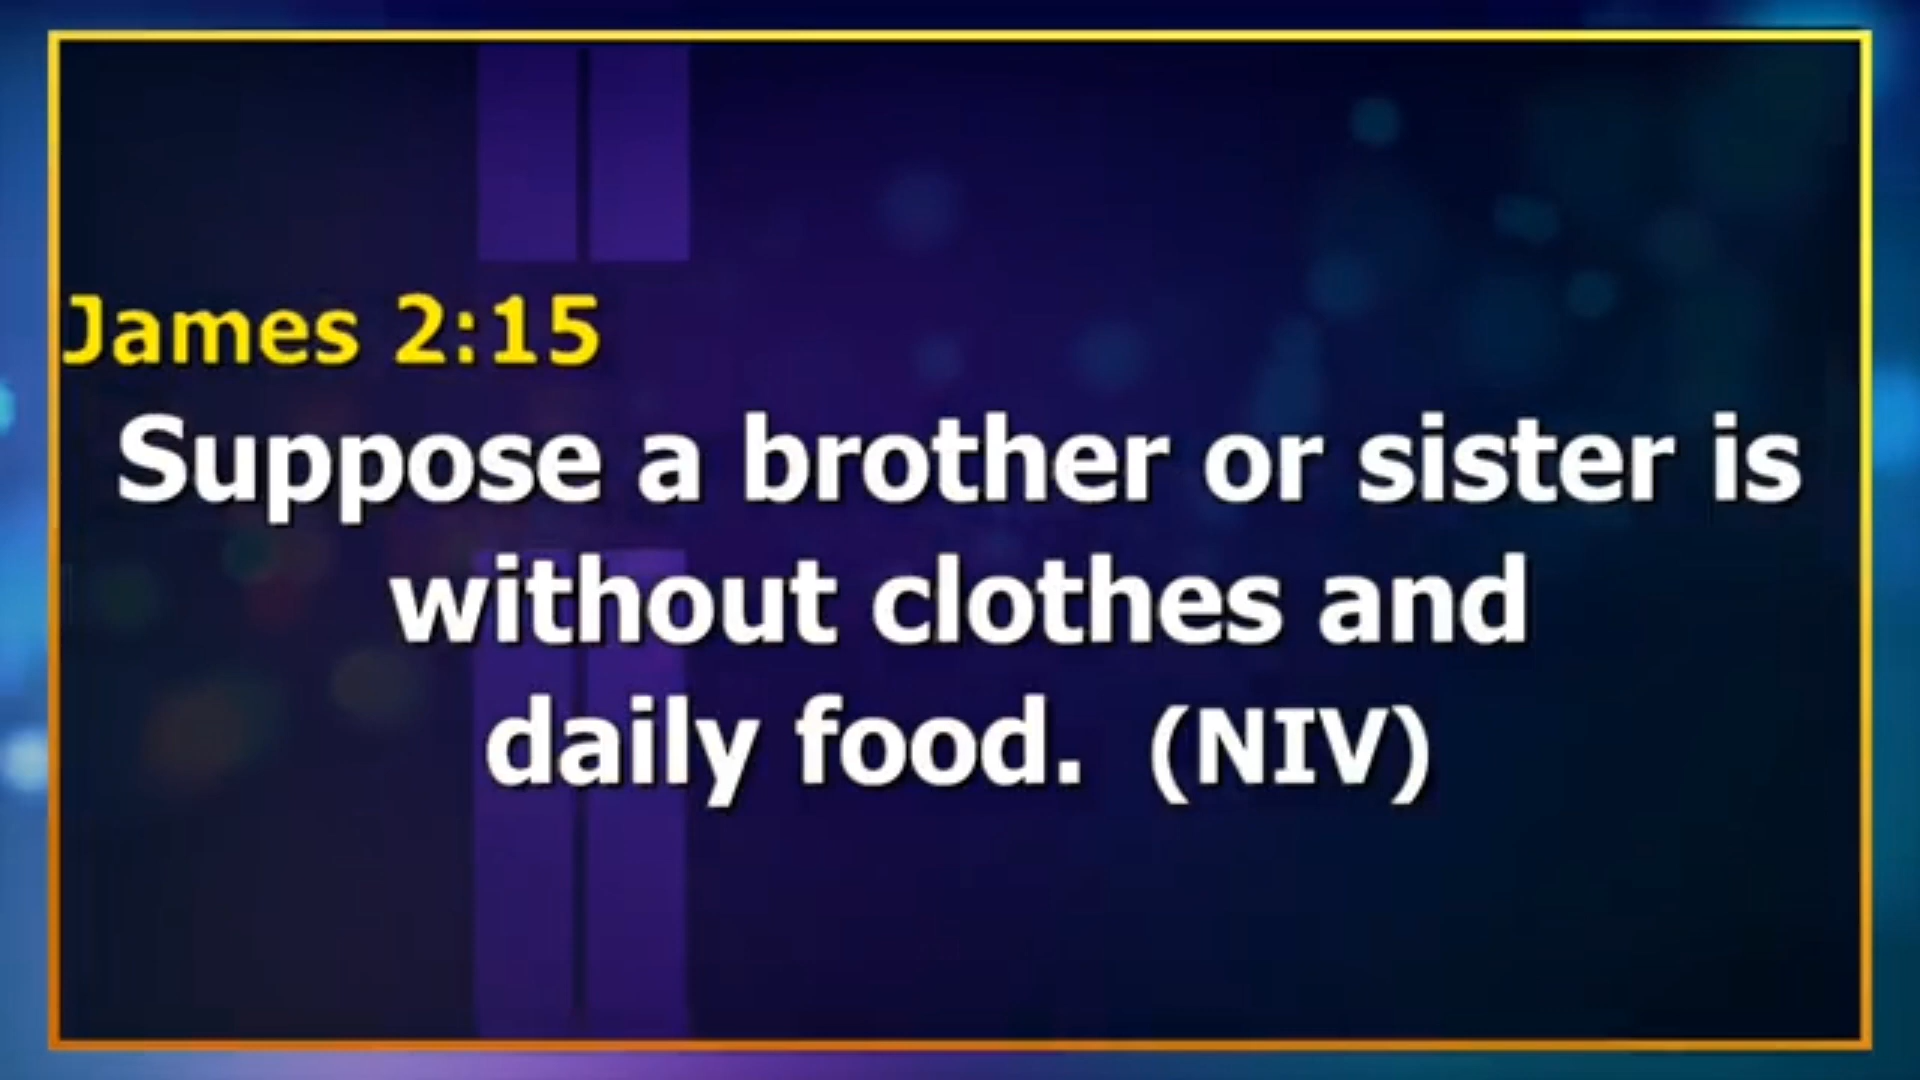 James 2:15
Suppose a brother or sister is
without clothes and
daily food. (NIV)